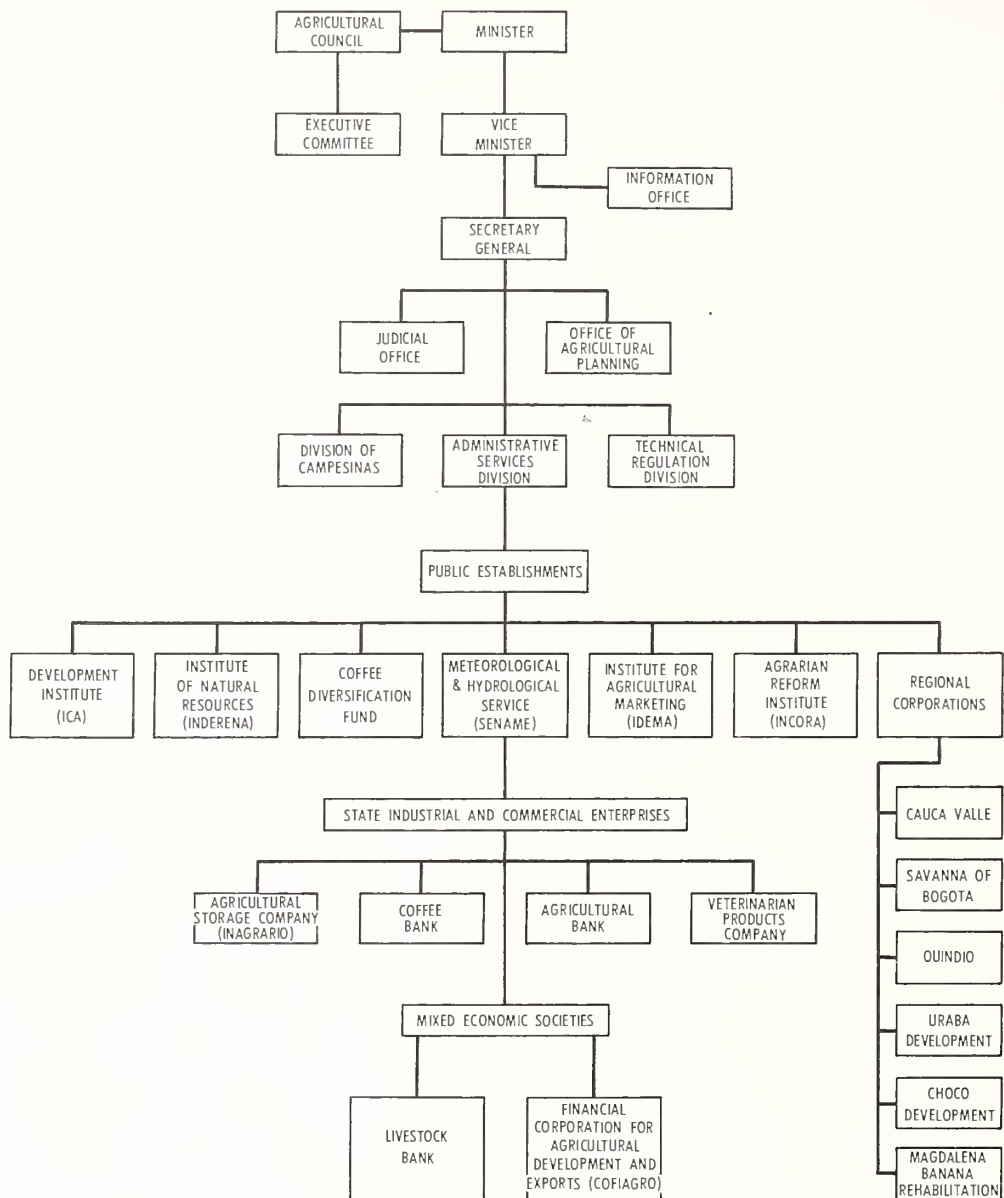 AGRICULTURAL
COUNCIL
MINISTER
EXECUTIVE
COMMITTEE
VICE
MINISTER
INFORMATION
OFFICE
SECRETARY
GENERAL
JUDICIAL
OFFICE
OFFICE OF
AGRICULTURAL
PLANNING
DIVISION OF
CAMPESINAS
ADMINISTRATIVE
SERVICES
DIVISION
TECHNICAL
REGULATION
DIVISION
PUBLIC ESTABLISHMENTS
DEVELOPMENT
INSTITUTE
(ICA)
INSTITUTE
OF NATURAL
RESOURCES
(INDERENA)
COFFEE
DIVERSIFICATION
FUND
METEOROLOGICAL
& HYDROLOGICAL
SERVICE
(SENAME)
INSTITUTE FOR
AGRICULTURAL
MARKETING
(IDEMA)
AGRARIAN
REFORM
INSTITUTE
(INCORA)
REGIONAL
CORPORATIONS
STATE INDUSTRIAL AND COMMERCIAL ENTERPRISES
AGRICULTURAL
STORAGE COMPANY
(INAGRARIO)
COFFEE
BANK
AGRICULTURAL
BANK
VETERINARIAN
PRODUCTS
COMPANY
MIXED ECONOMIC SOCIETIES
LIVESTOCK
BANK
FINANCIAL
CORPORATION FOR
AGRICULTURAL
DEVELOPMENT AND
EXPORTS (COFIAGRO)
CAUCA VALLE
SAVANNA OF
BOGOTA
OUINDIO
URABA
DEVELOPMENT
CHOCO
DEVELOPMENT
MAGDALENA
BANANA
REHABILITATION